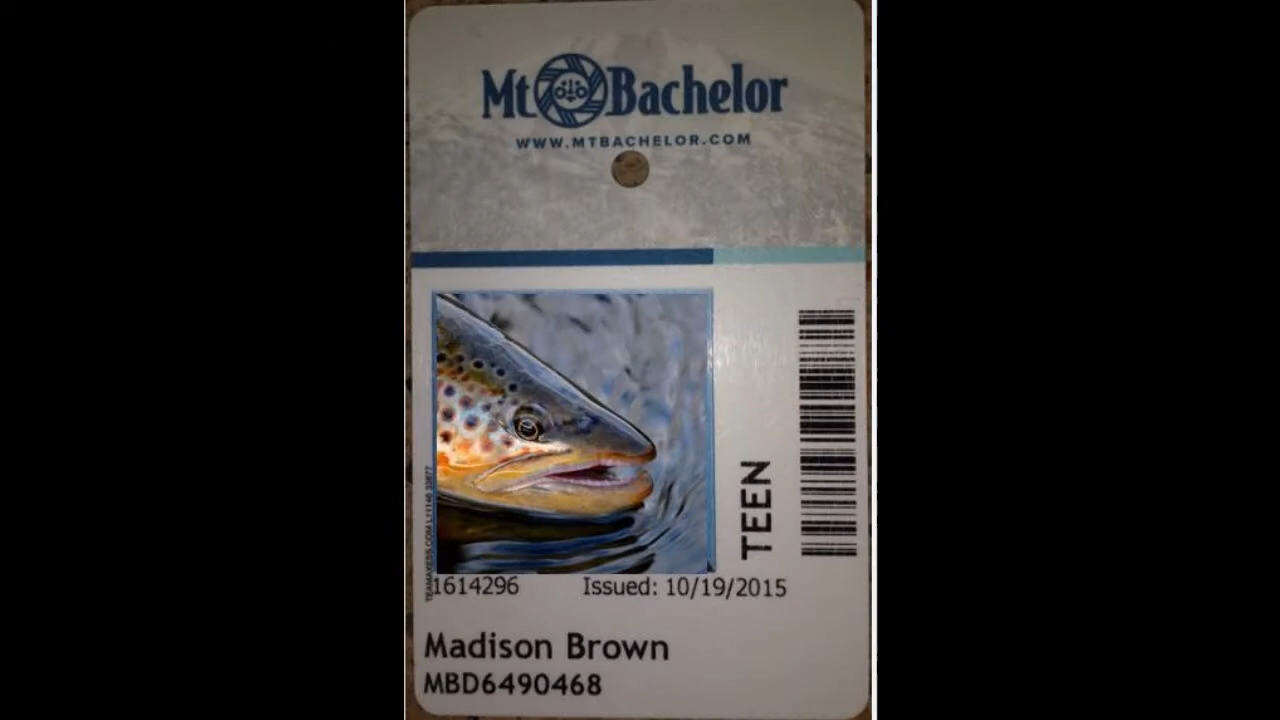 Mt Bachelor
WWW.MTBACHELOR.COM
TEEN
1614296 Issued: 10/19/2015
Madison Brown
MBD6490468